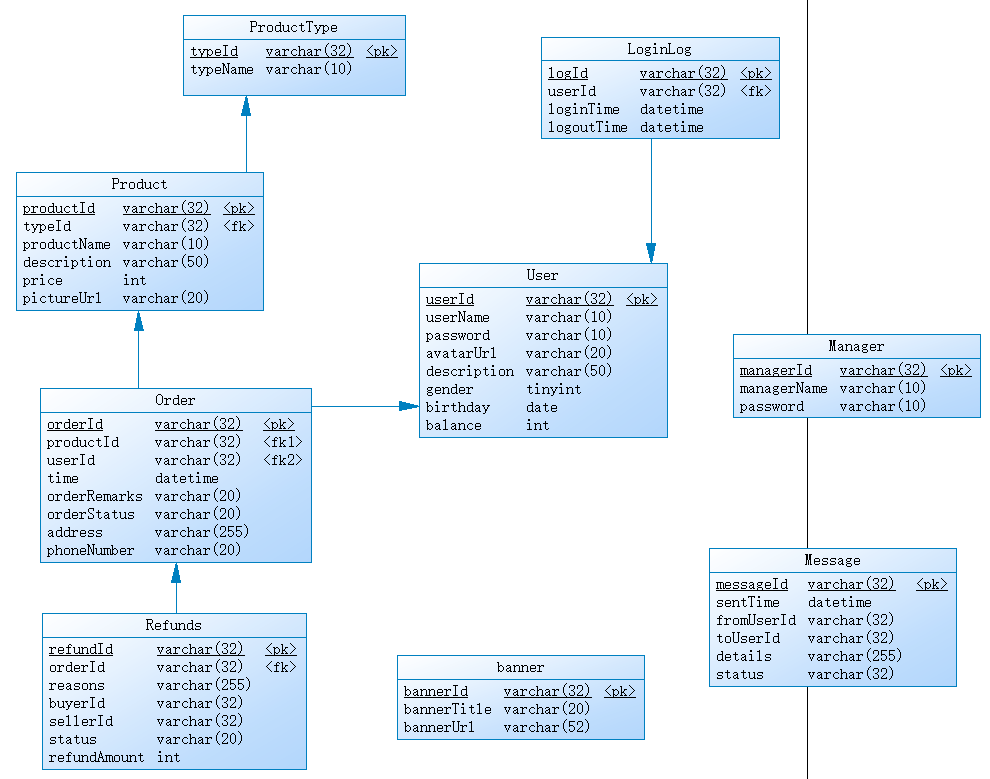 ProductType
typeId varchar(32) <pk>
typeName varchar(10)
LoginLog
logId varchar(32) <pk>
userId varchar(32) <fk>
loginTime datetime
logoutTime datetime
Product
productId varchar(32) <pk>
typeId varchar(32) <fk>
productName varchar(10)
description varchar(50)
price int
pictureUrl varchar(20)
User
userId varchar(32) <pk>
userName varchar(10)
password varchar(10)
avatarUrl varchar(20)
description varchar(50)
gender tinyint
birthday date
balance int
Manager
managerId varchar(32) <pk>
managerName varchar(10)
password varchar(10)
Order
orderId varchar(32) <pk>
productId varchar(32) <fk1>
userId varchar(32) <fk2>
time datetime
orderRemarks varchar(20)
orderStatus varchar(20)
address varchar(255)
phoneNumber varchar(20)
Message
messageId varchar(32) <pk>
sentTime datetime
fromUserId varchar(32)
toUserId varchar(32)
details varchar(255)
status varchar(32)
Refunds
refundId varchar(32) <pk>
orderId varchar(32) <fk>
reasons varchar(255)
buyerId varchar(32)
sellerId varchar(32)
status varchar(20)
refundAmount int
banner
bannerId varchar(32) <pk>
bannerTitle varchar(20)
bannerUrl varchar(52)